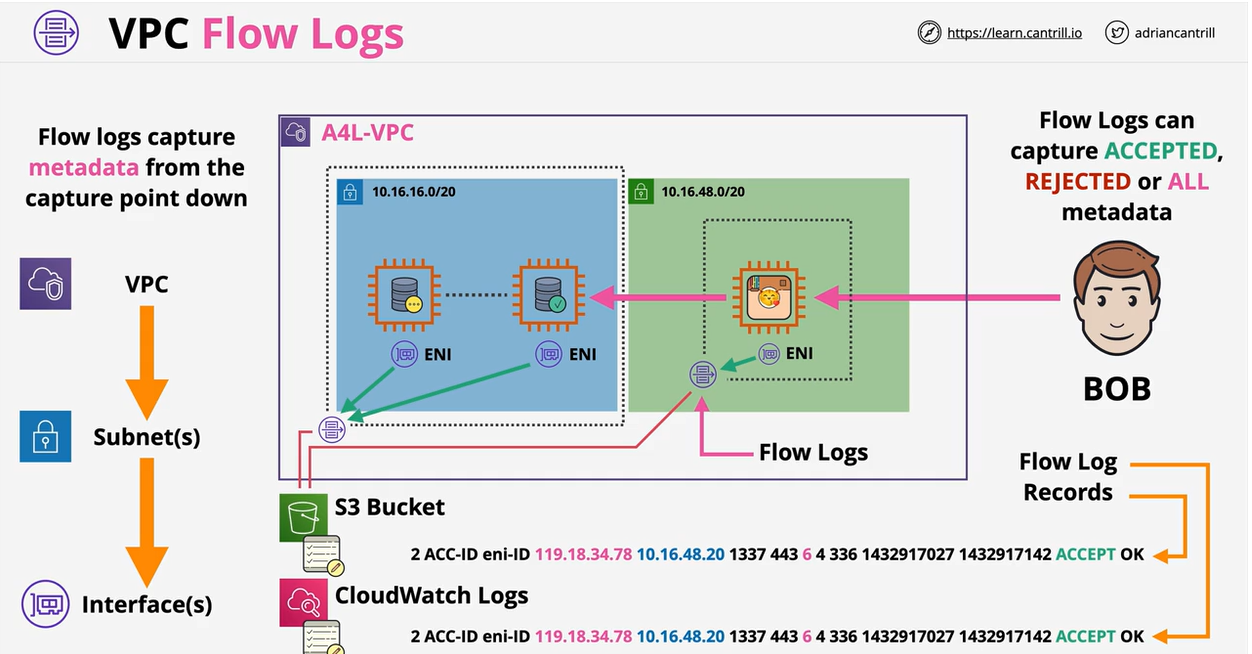 VPC Flow Logs
https://learn.cantrill.io
adriancantrill
Flow logs capture
metadata from the
capture point down
VPC
Subnet(s)
Interface(s)
A4L-VPC
10.16.16.0/20
10.16.48.0/20
ENI
ENI
ENI
Flow Logs
Flow Logs can
capture ACCEPTED,
REJECTED or ALL
metadata
BOB
Flow Log
Records
S3 Bucket
2 ACC-ID eni-ID 119.18.34.78 10.16.48.20 1337 443 6 4 336 1432917027 1432917142 ACCEPT OK
CloudWatch Logs
2 ACC-ID eni-ID 119.18.34.78 10.16.48.20 1337 443 6 4 336 1432917027 1432917142 ACCEPT OK